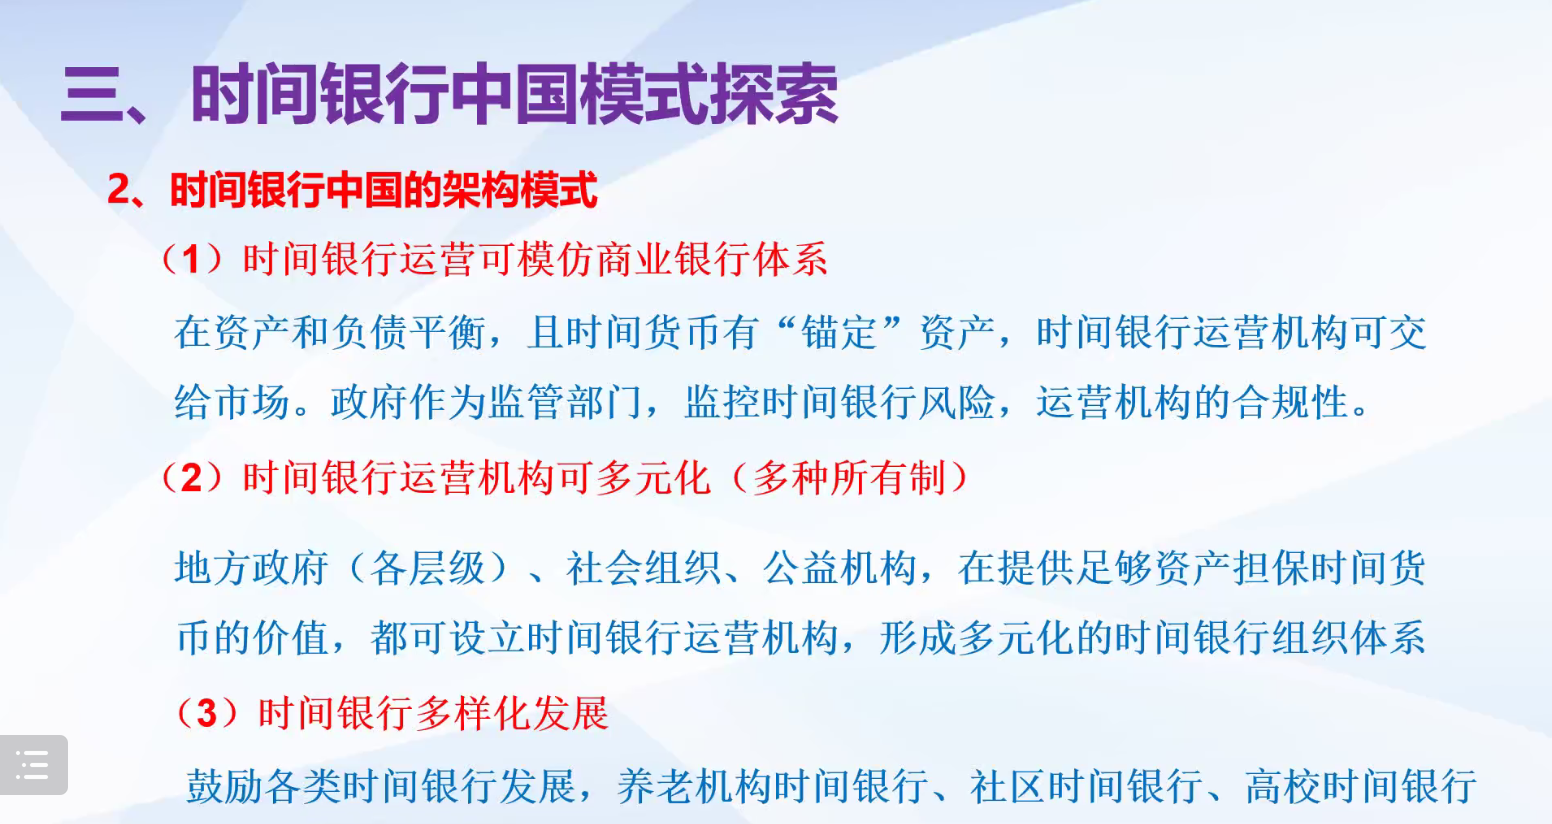 三、时间银行中国模式探索
2、时间银行中国的架构模式
（1）时间银行运营可模仿商业银行体系
在资产和负债平衡，且时间货币有“锚定”资产，时间银行运营机构可交
给市场。政府作为监管部门，监控时间银行风险，运营机构的合规性。
（2）时间银行运营机构可多元化（多种所有制）
地方政府（各层级）、社会组织、公益机构，在提供足够资产担保时间货
币的价值，都可设立时间银行运营机构，形成多元化的时间银行组织体系
（3）时间银行多样化发展
鼓励各类时间银行发展，养老机构时间银行、社区时间银行、高校时间银行